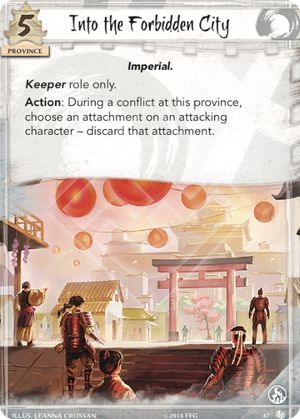 5
Into the Forbidden City
PROVINCE
Imperial.
Keeper role only.
Action: During a conflict at this province,
choose an attachment on an attacking
character – discard that attachment.
ILLUS. LEANNA CROSSAN
© 2018 FFG
47